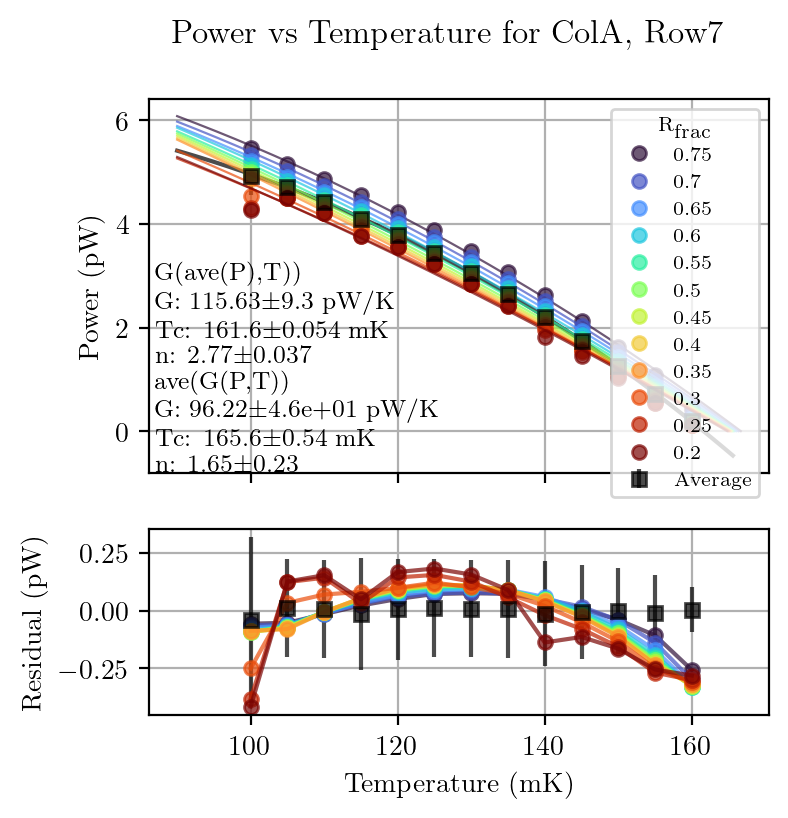 Power vs Temperature for ColA, Row7
6
4
2
0
Power (pW)
G(ave(P),T))
G: 115.63±9.3 pW/K
Tc: 161.6±0.054 mK
n: 2.77±0.037
ave(G(P,T))
G: 96.22±4.6e+01 pW/K
Tc: 165.6±0.54 mK
n: 1.65±0.23
R_frac
0.75
0.7
0.65
0.6
0.55
0.5
0.45
0.4
0.35
0.3
0.25
0.2
Average
0.25
0.00
−0.25
Residual (pW)
100 120 140 160
Temperature (mK)